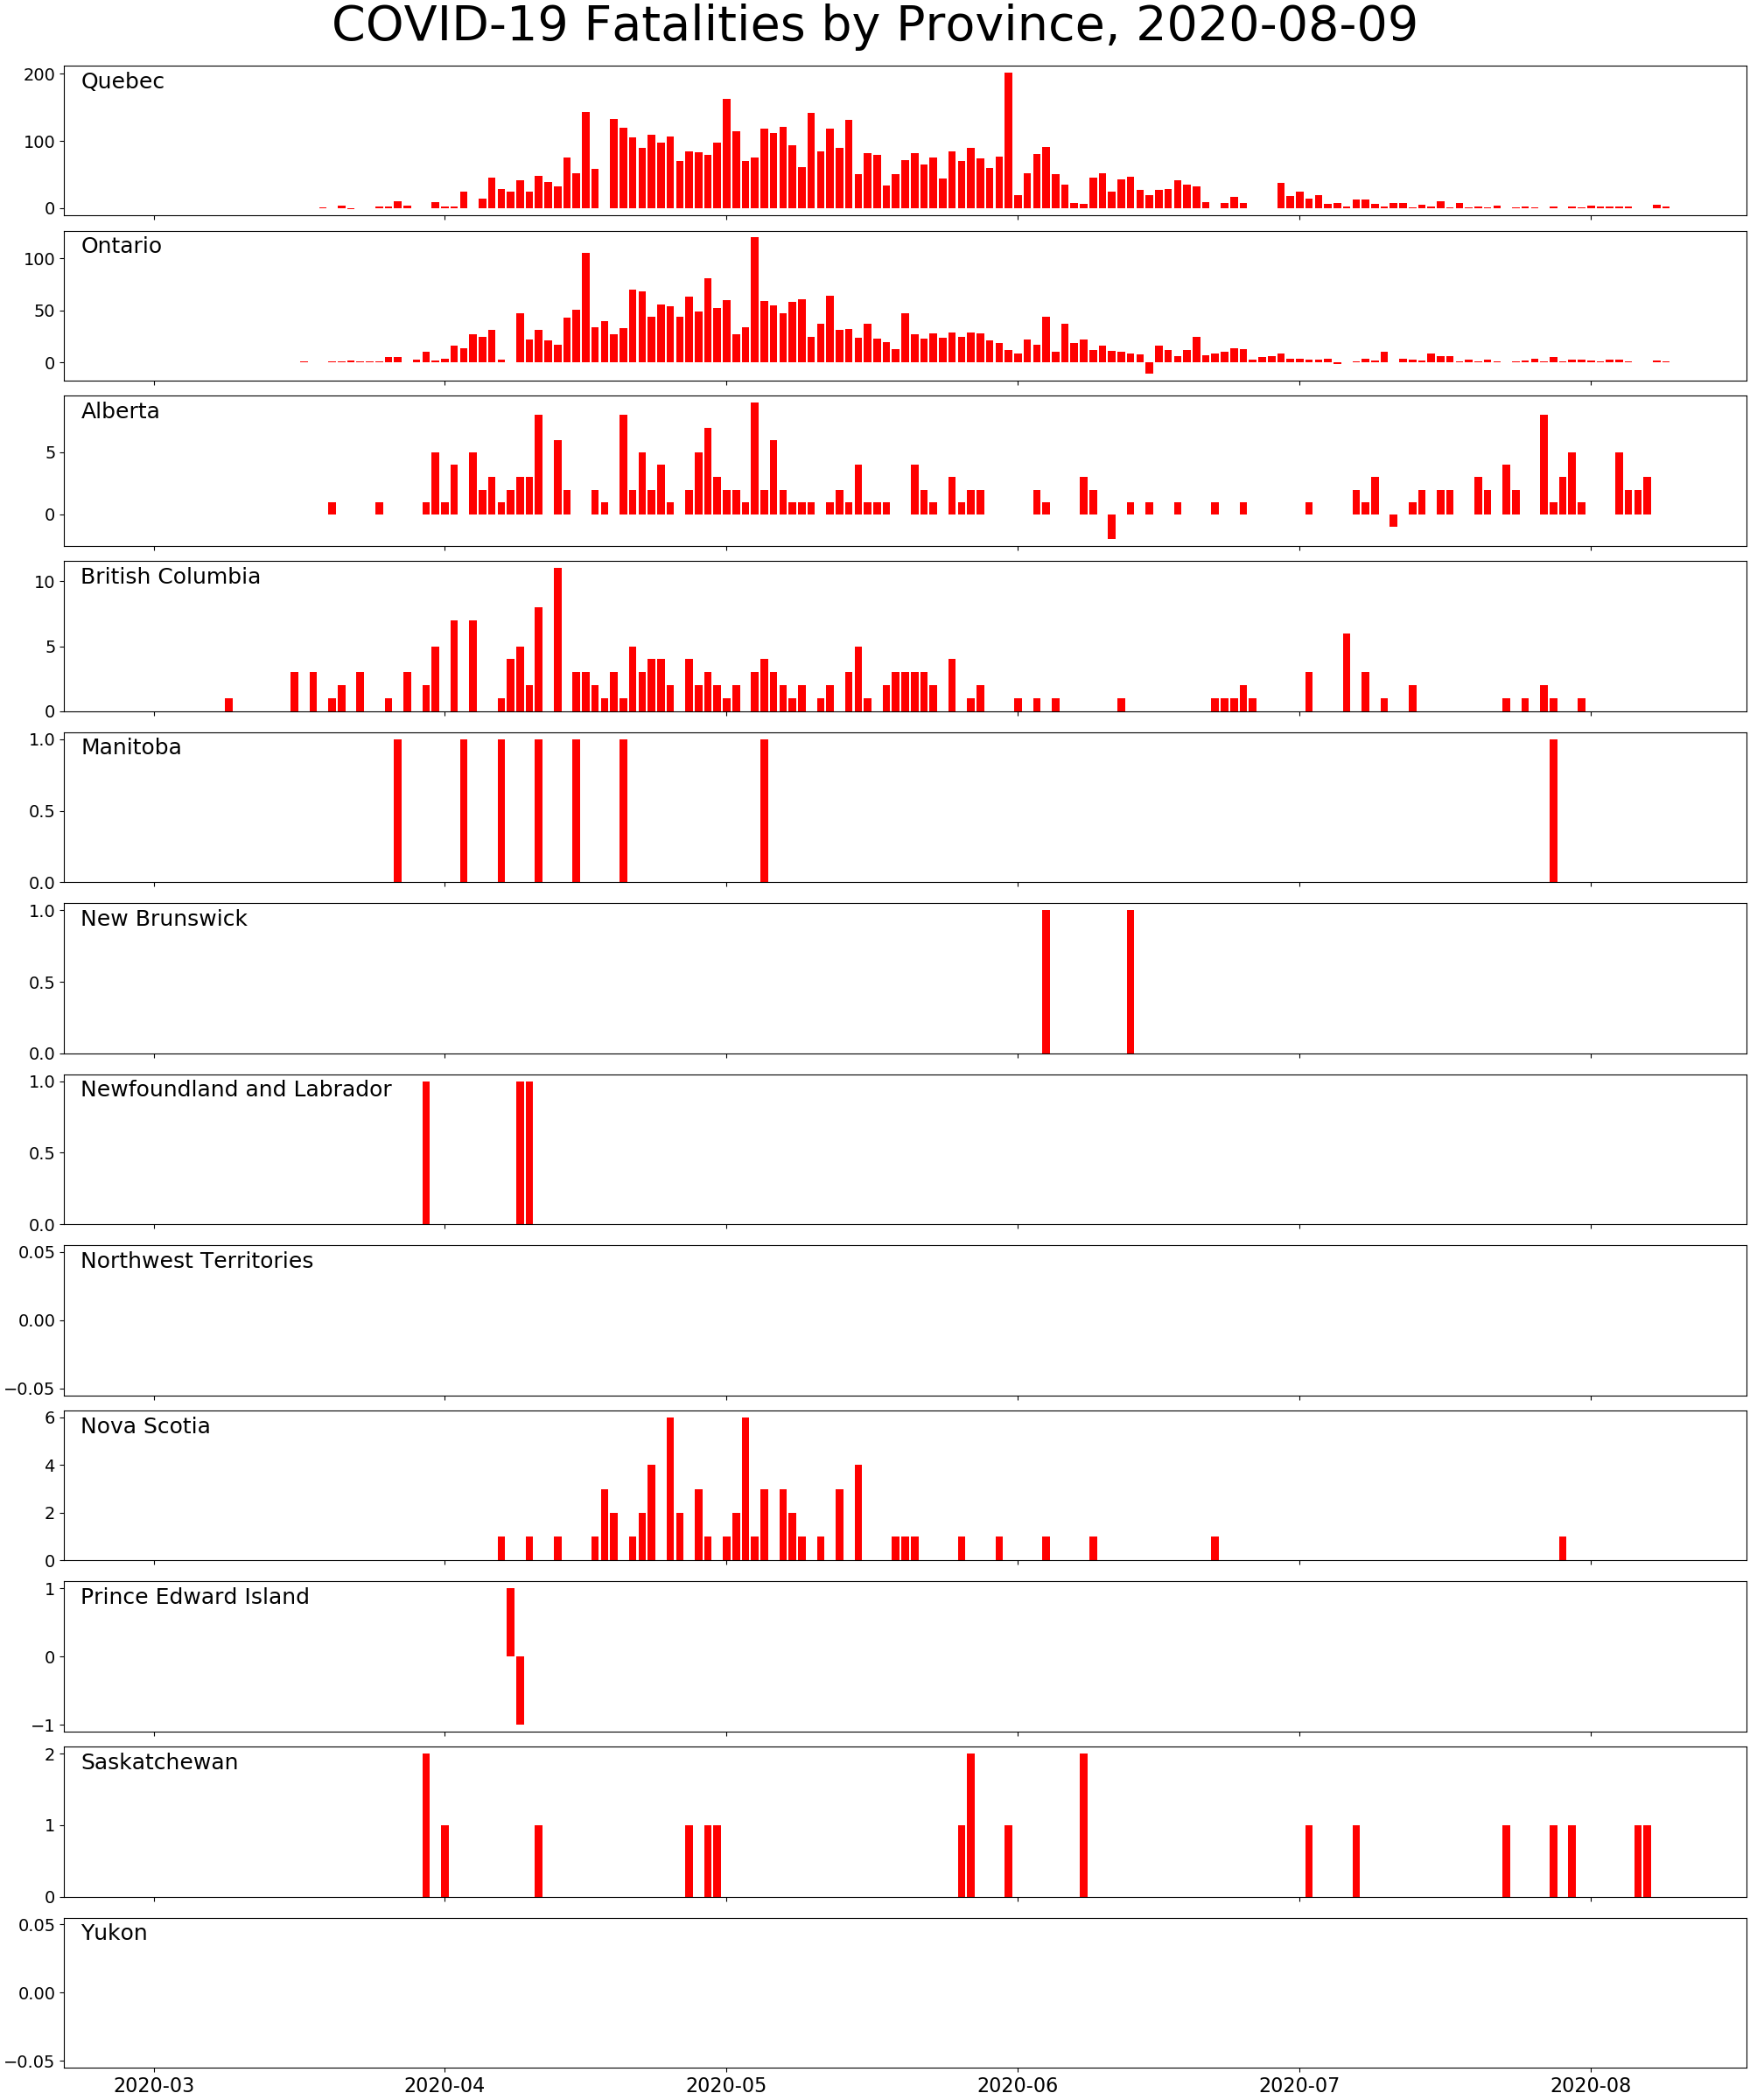 COVID-19 Fatalities by Province, 2020-08-09
Quebec
200
100
0
Ontario
100
50
0
Alberta
5
0
British Columbia
10
5
0
Manitoba
1.0
0.5
0.0
New Brunswick
1.0
0.5
0.0
Newfoundland and Labrador
1.0
0.5
0.0
Northwest Territories
0.05
0.00
−0.05
Nova Scotia
6
4
2
0
Prince Edward Island
1
0
−1
Saskatchewan
2
1
0
Yukon
0.05
0.00
−0.05
2020-03 2020-04 2020-05 2020-06 2020-07 2020-08